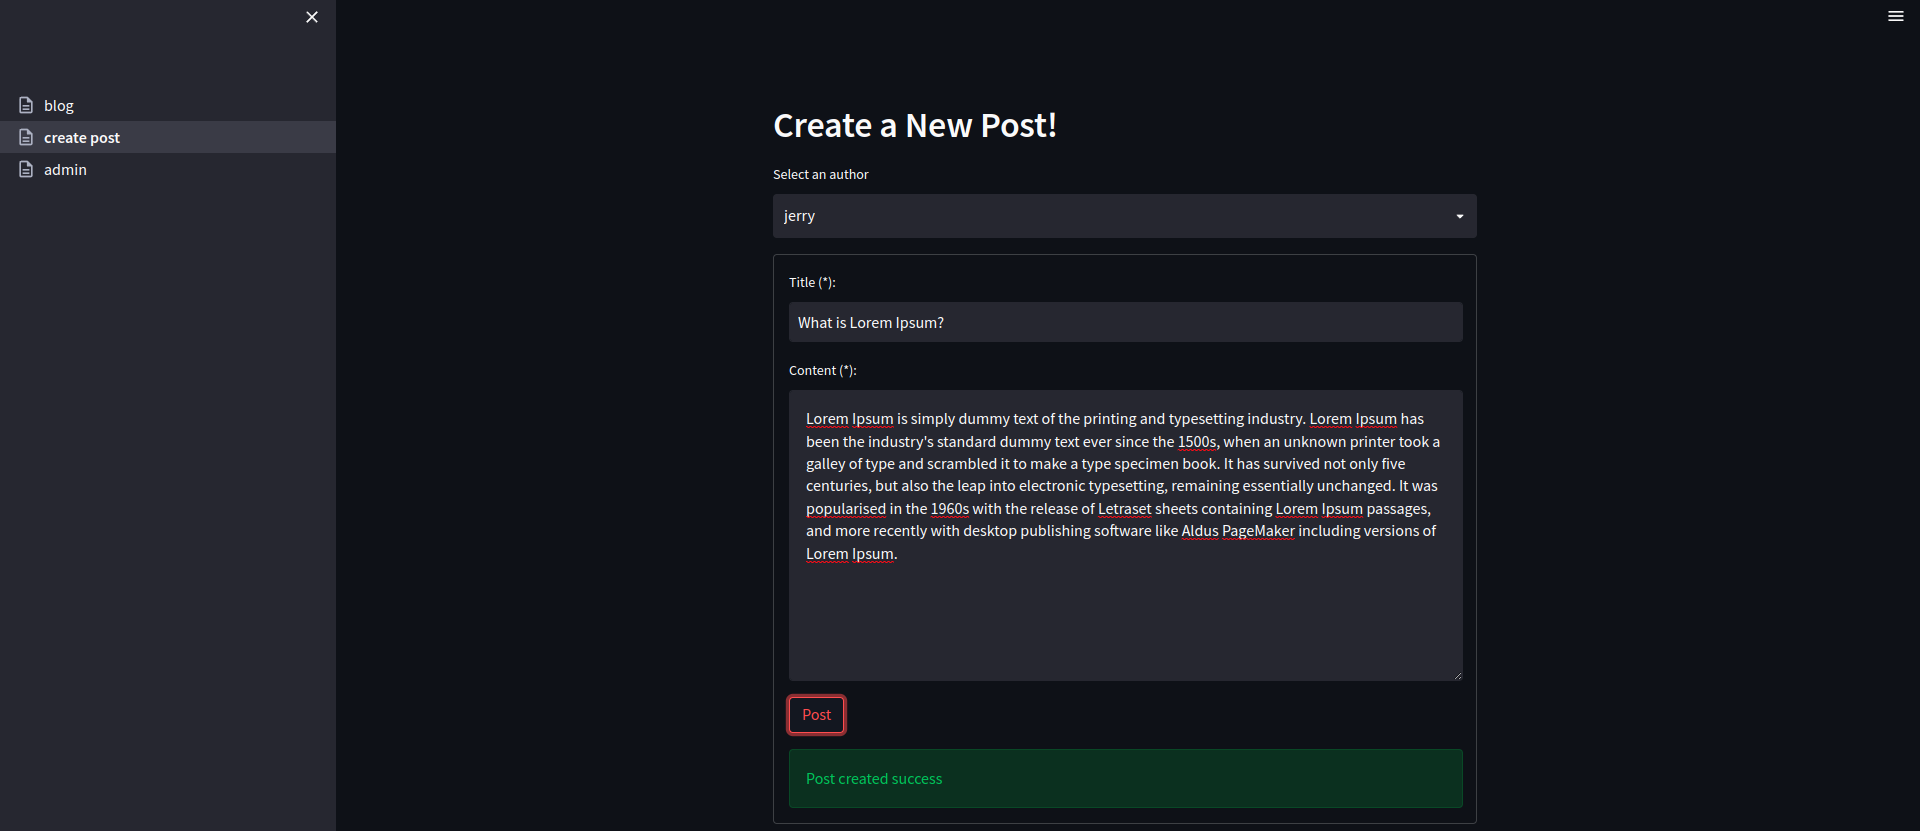 blog
create post
admin
Create a New Post!
Select an author
jerry
Title (*):
What is Lorem Ipsum?
Content (*):
Lorem Ipsum is simply dummy text of the printing and typesetting industry. Lorem Ipsum has
been the industry's standard dummy text ever since the 1500s, when an unknown printer took a
galley of type and scrambled it to make a type specimen book. It has survived not only five
centuries, but also the leap into electronic typesetting, remaining essentially unchanged. It was
popularised in the 1960s with the release of Letraset sheets containing Lorem Ipsum passages,
and more recently with desktop publishing software like Aldus PageMaker including versions of
Lorem Ipsum.
Post
Post created success